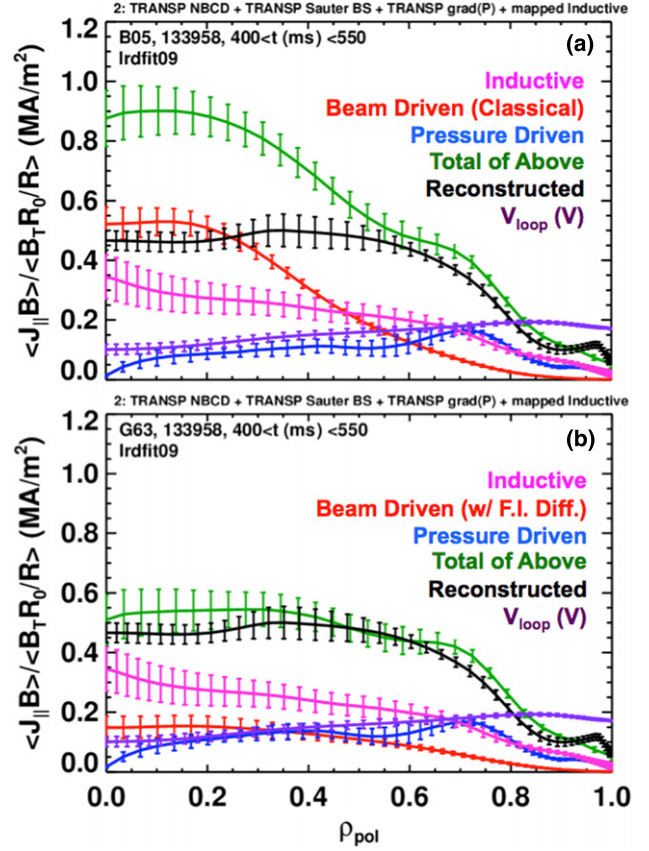 2: TRANSP NBCD + TRANSP Sauter BS + TRANSP grad(P) + mapped Inductive
B05, 133958, 400<t (ms) <550
lrdfit09
(a)
Inductive
Beam Driven (Classical)
Pressure Driven
Total of Above
Reconstructed
Vloop (V)
<J||B>/<BTR0/R> (MA/m²)
1.2
1.0
0.8
0.6
0.4
0.2
0.0
2: TRANSP NBCD + TRANSP Sauter BS + TRANSP grad(P) + mapped Inductive
G63, 133958, 400<t (ms) <550
lrdfit09
(b)
Inductive
Beam Driven (w/ F.I. Diff.)
Pressure Driven
Total of Above
Reconstructed
Vloop (V)
<J||B>/<BTR0/R> (MA/m²)
1.2
1.0
0.8
0.6
0.4
0.2
0.0
0.0 0.2 0.4 0.6 0.8 1.0
ρpol